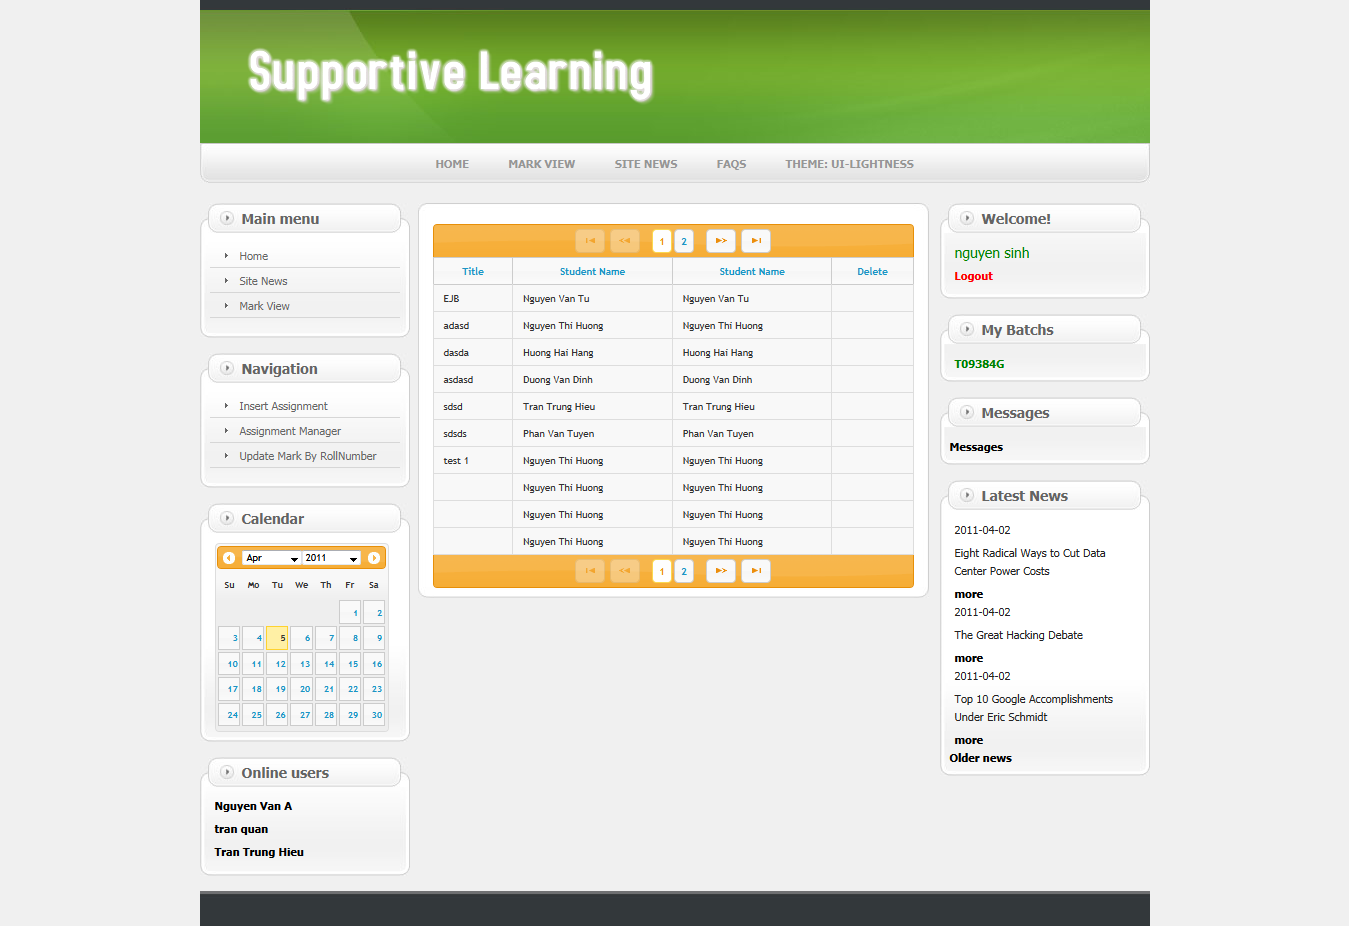 Supportive Learning
HOME MARK VIEW SITE NEWS FAQS THEME: UI-LIGHTNESS
Main menu
Home
Site News
Mark View
Navigation
Insert Assignment
Assignment Manager
Update Mark By RollNumber
Calendar
Apr 2011
Su Mo Tu We Th Fr Sa
1 2
3 4 5 6 7 8 9
10 11 12 13 14 15 16
17 18 19 20 21 22 23
24 25 26 27 28 29 30
Online users
Nguyen Van A
tran quan
Tran Trung Hieu
1 2
Title Student Name Student Name Delete
EJB Nguyen Van Tu Nguyen Van Tu
adasd Nguyen Thi Huong Nguyen Thi Huong
dasda Huong Hai Hang Huong Hai Hang
asdasd Duong Van Dinh Duong Van Dinh
sdsd Tran Trung Hieu Tran Trung Hieu
sdsds Phan Van Tuyen Phan Van Tuyen
test 1 Nguyen Thi Huong Nguyen Thi Huong
Nguyen Thi Huong Nguyen Thi Huong
Nguyen Thi Huong Nguyen Thi Huong
Nguyen Thi Huong Nguyen Thi Huong
1 2
Welcome!
nguyen sinh
Logout
My Batchs
T09384G
Messages
Messages
Latest News
2011-04-02
Eight Radical Ways to Cut Data
Center Power Costs
more
2011-04-02
The Great Hacking Debate
more
2011-04-02
Top 10 Google Accomplishments
Under Eric Schmidt
more
Older news